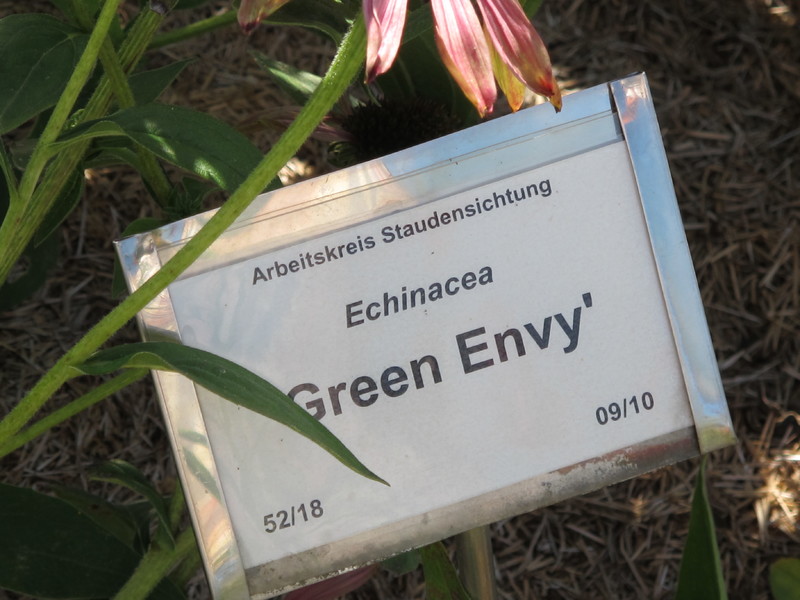 Arbeitskreis Staudensichtung
Echinacea
Green Envy'
09/10
52/18